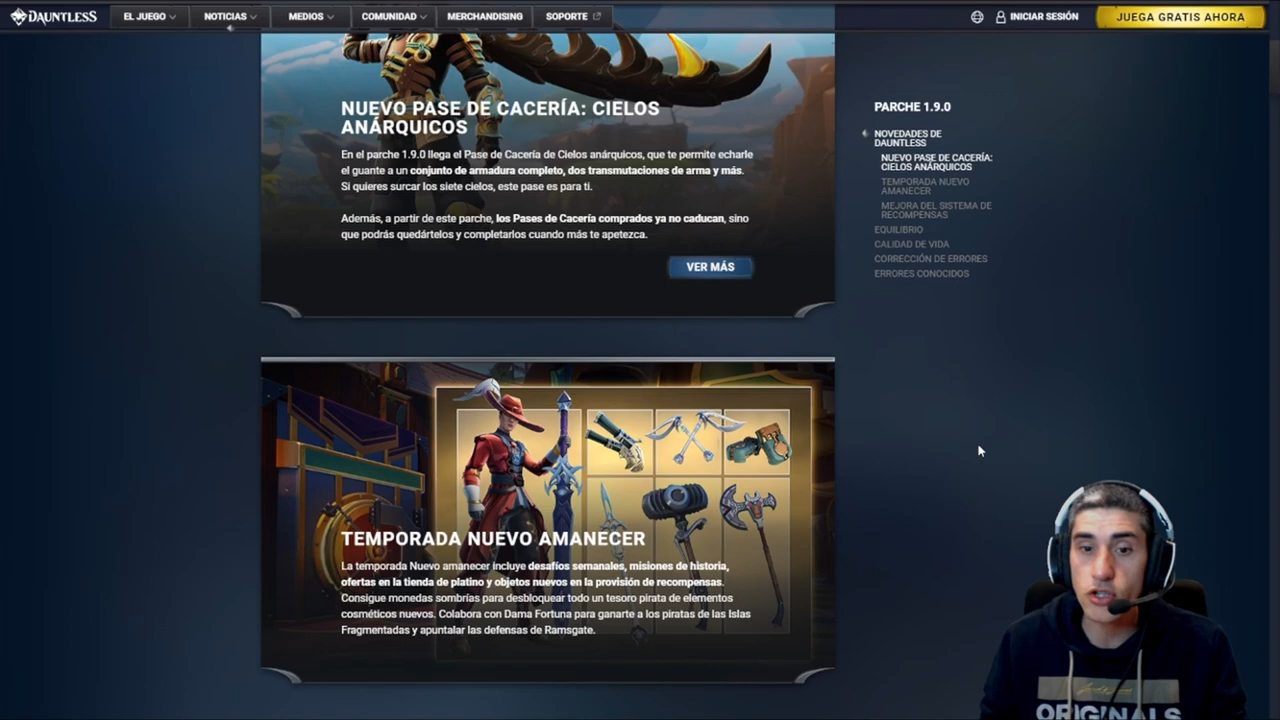 DAUNTLESS
EL JUEGO
NOTICIAS
MEDIOS
COMUNIDAD
MERCHANDISING
SOPORTE
INICIAR SESIÓN
JUEGA GRATIS AHORA
NUEVO PASE DE CACERÍA: CIELOS
ANÁRQUICOS
En el parche 1.9.0 llega el Pase de Cacería de Cielos anárquicos, que te permite echarle
el guante a un conjunto de armadura completo, dos transmutaciones de arma y más.
Si quieres surcar los siete cielos, este pase es para ti.
Además, a partir de este parche, los Pases de Cacería comprados ya no caducan, sino
que podrás quedártelos y completarlos cuando más te apetezca.
VER MÁS
TEMPORADA NUEVO AMANECER
La temporada Nuevo amanecer incluye desafíos semanales, misiones de historia,
ofertas en la tienda de platino y objetos nuevos en la provisión de recompensas.
Consigue monedas sombrías para desbloquear todo un tesoro pirata de elementos
cosméticos nuevos. Colabora con Dama Fortuna para ganarte a los piratas de las Islas
Fragmentadas y apuntalar las defensas de Ramsgate.
PARCHE 1.9.0
NOVEDADES DE
DAUNTLESS
NUEVO PASE DE CACERÍA:
CIELOS ANÁRQUICOS
TEMPORADA NUEVO
AMANECER
MEJORA DEL SISTEMA DE
RECOMPENSAS
EQUILIBRIO
CALIDAD DE VIDA
CORRECCIÓN DE ERRORES
ERRORES CONOCIDOS
ORIGINALS